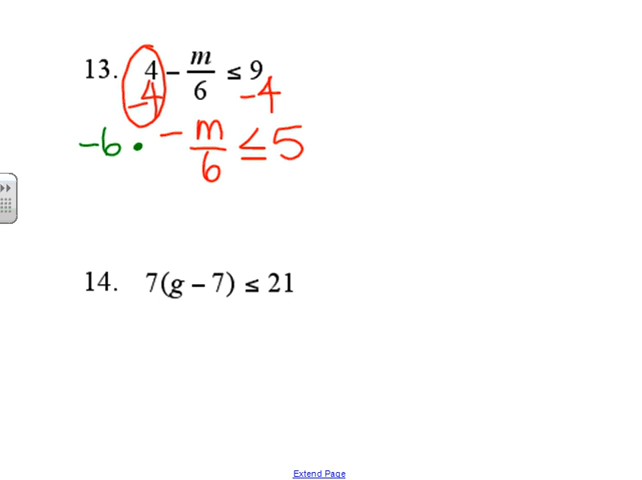 13. 4 - m/6 ≤ 9
-4 -4
-6 • - m/6 ≤ 5
14. 7(g - 7) ≤ 21
Extend Page